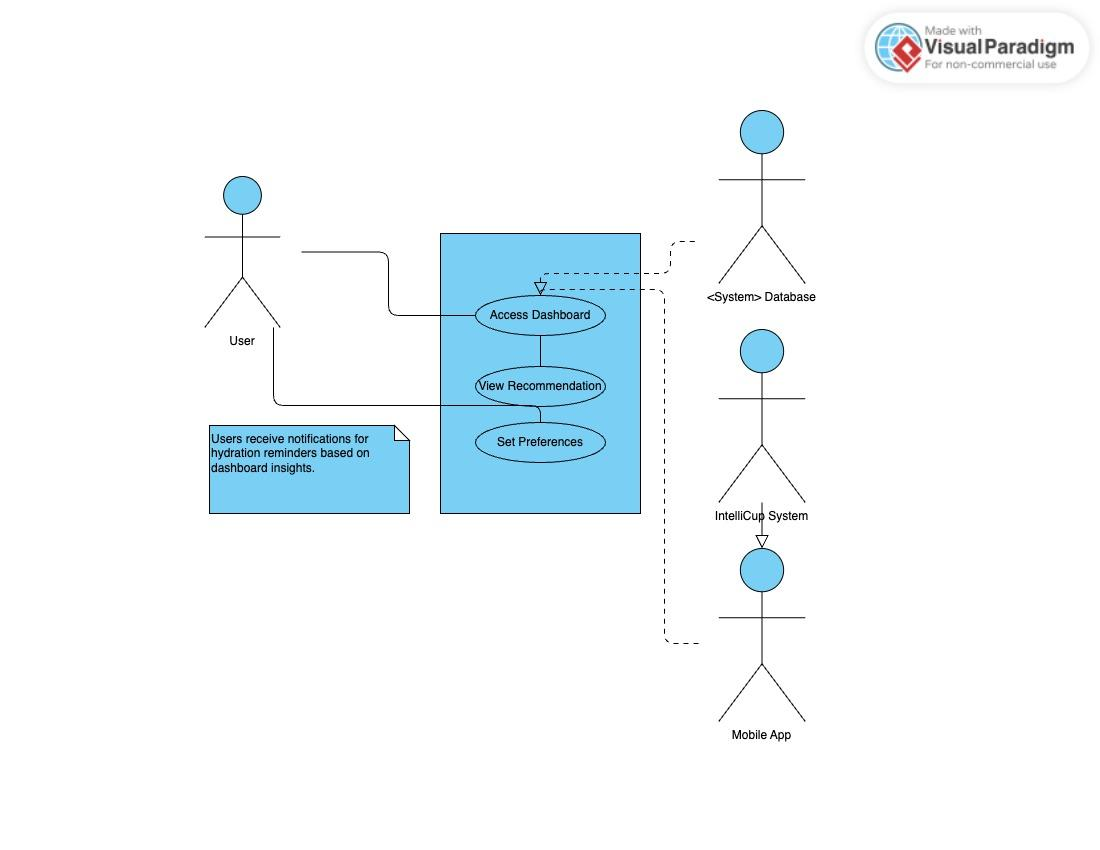 Made with
Visual Paradigm
For non-commercial use
User
<System> Database
Access Dashboard
View Recommendation
Set Preferences
Users receive notifications for
hydration reminders based on
dashboard insights.
IntelliCup System
Mobile App